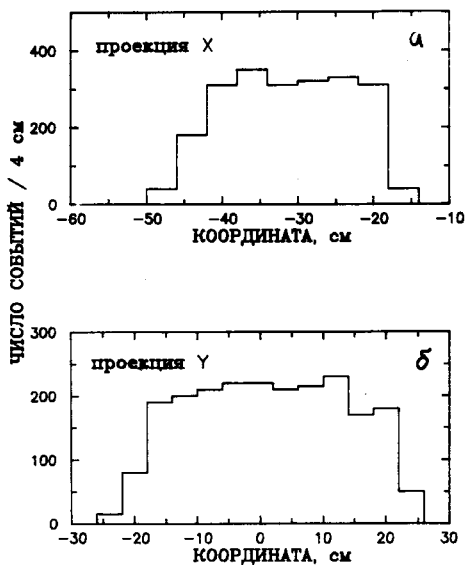 ЧИСЛО СОБЫТИЙ / 4 см
проекция X
а
400
200
0
-60 -50 -40 -30 -20 -10
КООРДИНАТА, см
проекция Y
б
300
200
100
0
-30 -20 -10 0 10 20 30
КООРДИНАТА, см